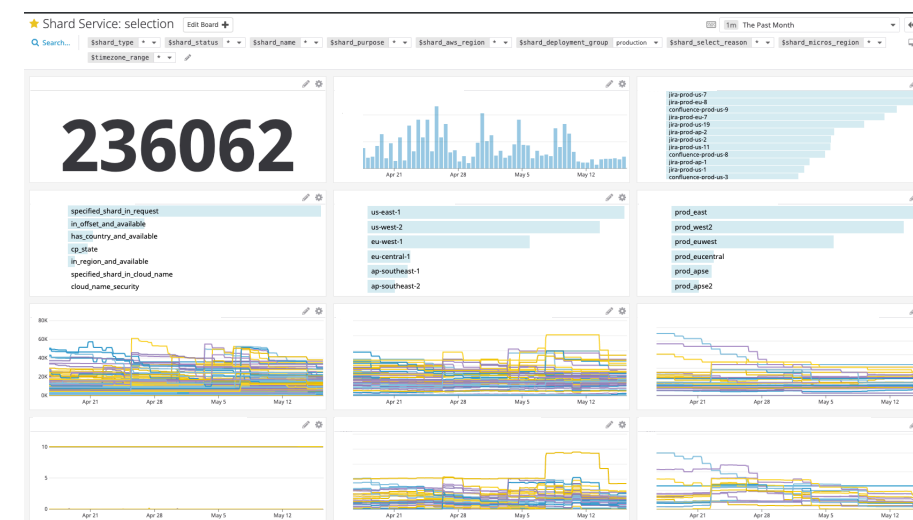 Shard Service: selection Edit Board +
1m The Past Month
Search... $shard_type * $shard_status * $shard_name * $shard_purpose * $shard_aws_region * $shard_deployment_group production $shard_select_reason * $shard_micros_region *
$timezone_range *
236062
Apr 21 Apr 28 May 5 May 12
jira-prod-us-7
jira-prod-eu-8
confluence-prod-us-9
jira-prod-eu-7
jira-prod-us-19
jira-prod-ap-2
jira-prod-us-2
jira-prod-us-11
confluence-prod-us-8
jira-prod-ap-1
jira-prod-us-1
confluence-prod-us-3
specified_shard_in_request
in_offset_and_available
has_country_and_available
cp_state
in_region_and_available
specified_shard_in_cloud_name
cloud_name_security
us-east-1
us-west-2
eu-west-1
eu-central-1
ap-southeast-1
ap-southeast-2
prod_east
prod_west2
prod_euwest
prod_eucentral
prod_apse
prod_apse2
80K
60K
40K
20K
0K
Apr 21 Apr 28 May 5 May 12
Apr 21 Apr 28 May 5 May 12
Apr 21 Apr 28 May 5 May 12
10
5
0
Apr 21 Apr 28 May 5 May 12
Apr 21 Apr 28 May 5 May 12
Apr 21 Apr 28 May 5 May 12